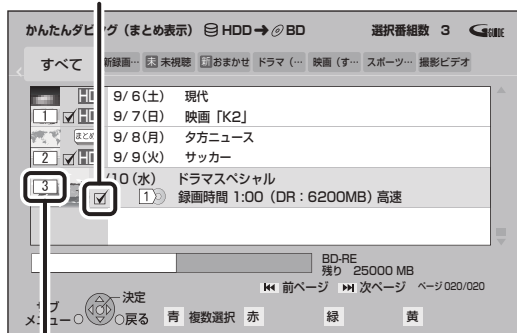 かんたんダビング（まとめ表示） HDD → BD 選択番組数 3 GGUIDE
すべて 新録画… 未 未視聴 新 おまかせ ドラマ（… 映画（す… スポーツ… 撮影ビデオ
9/ 6(土) 現代
1 9/ 7(日) 映画「K2」
まとめ 9/ 8(月) 夕方ニュース
2 9/ 9(火) サッカー
3 /10(水) ドラマスペシャル
1 録画時間 1:00（DR：6200MB）高速
BD-RE
残り 25000 MB
前ページ 次ページ ページ 020/020
サブ
メニュー 決定
戻る 青 複数選択 赤 緑 黄